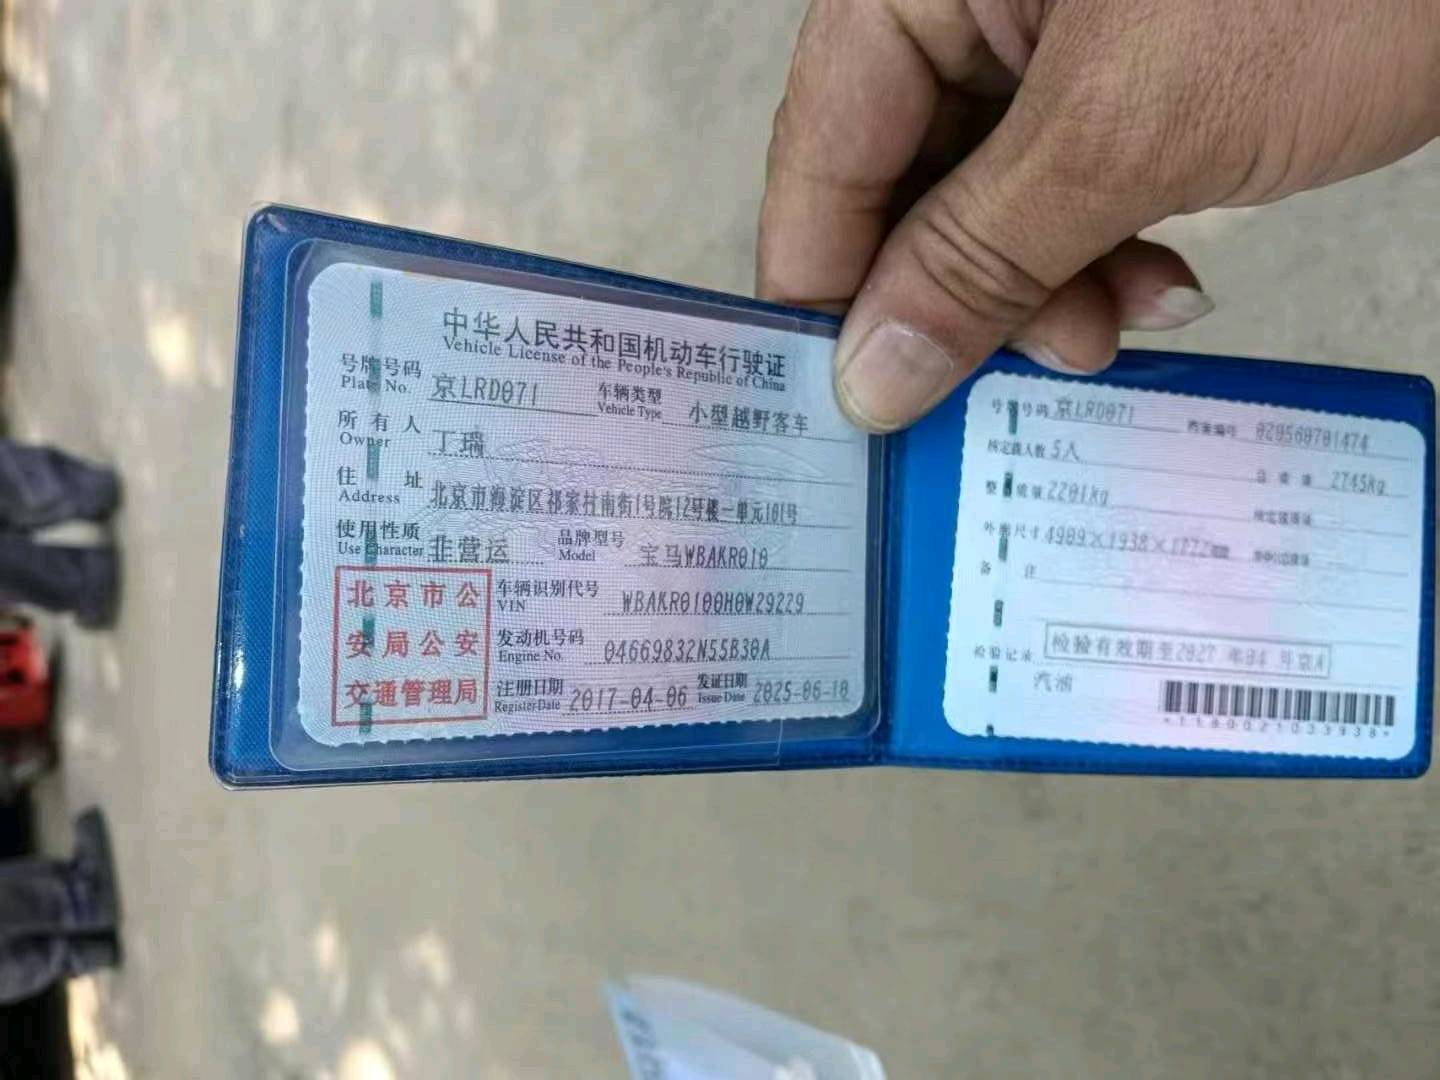 中华人民共和国机动车行驶证
Vehicle License of the People's Republic of China
号牌号码 京LRD071 车辆类型 小型越野客车
Plate No. Vehicle Type
所有人 丁瑞
Owner
住址 北京市海淀区祁家村南街1号院12号楼一单元101号
Address
使用性质 非营运 品牌型号 宝马WBAKR010
Use Character Model
车辆识别代号 WBAKR0100H0W29229
VIN
发动机号码 04669832N55B30A
Engine No.
注册日期 2017-04-06 发证日期 2025-06-10
Register Date Issue Date
北京市公
安局公安
交通管理局
号牌号码 京LRD071 档案编号 020560701474
核定载人数 5人 总质量 2745kg
整备质量 2201kg 核定载质量
外廓尺寸 4909×1938×1772mm
备注
检验记录 检验有效期至2027年04 年京A
汽油
*1180021033938*